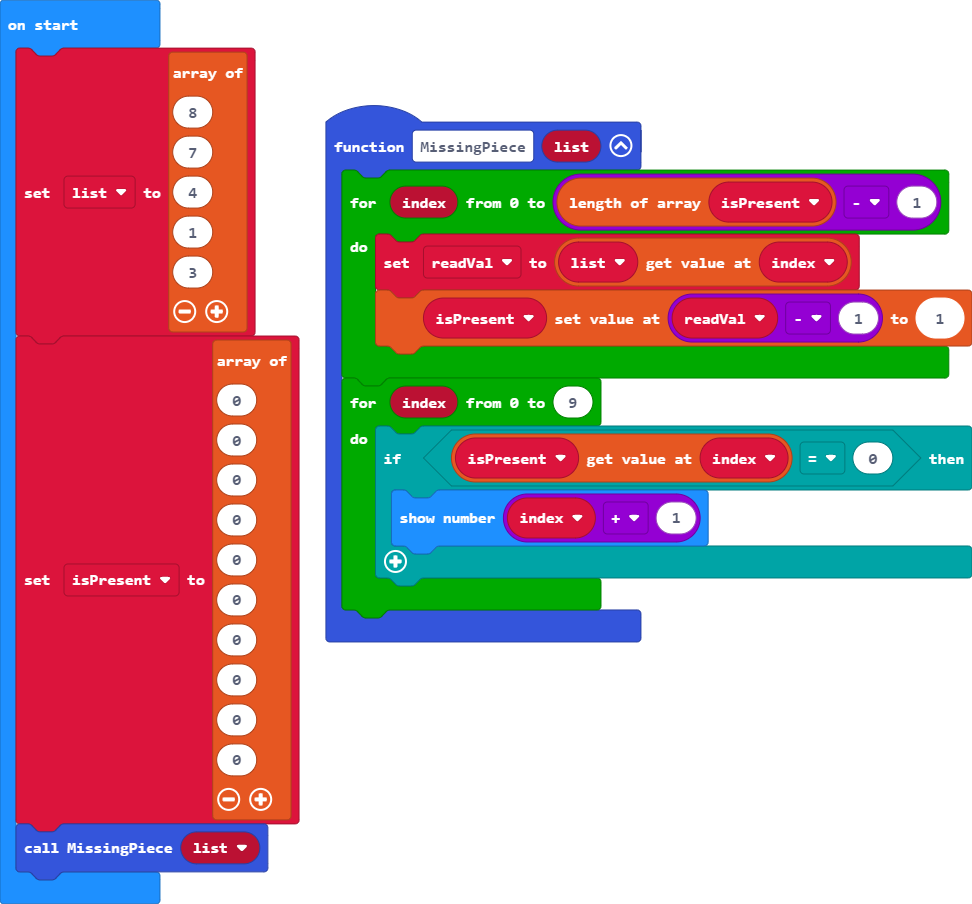 on start
set list to array of
8
7
4
1
3
set isPresent to array of
0
0
0
0
0
0
0
0
0
0
call MissingPiece list
function MissingPiece list
for index from 0 to length of array isPresent - 1
do
set readVal to list get value at index
isPresent set value at readVal - 1 to 1
for index from 0 to 9
do
if isPresent get value at index = 0 then
show number index + 1